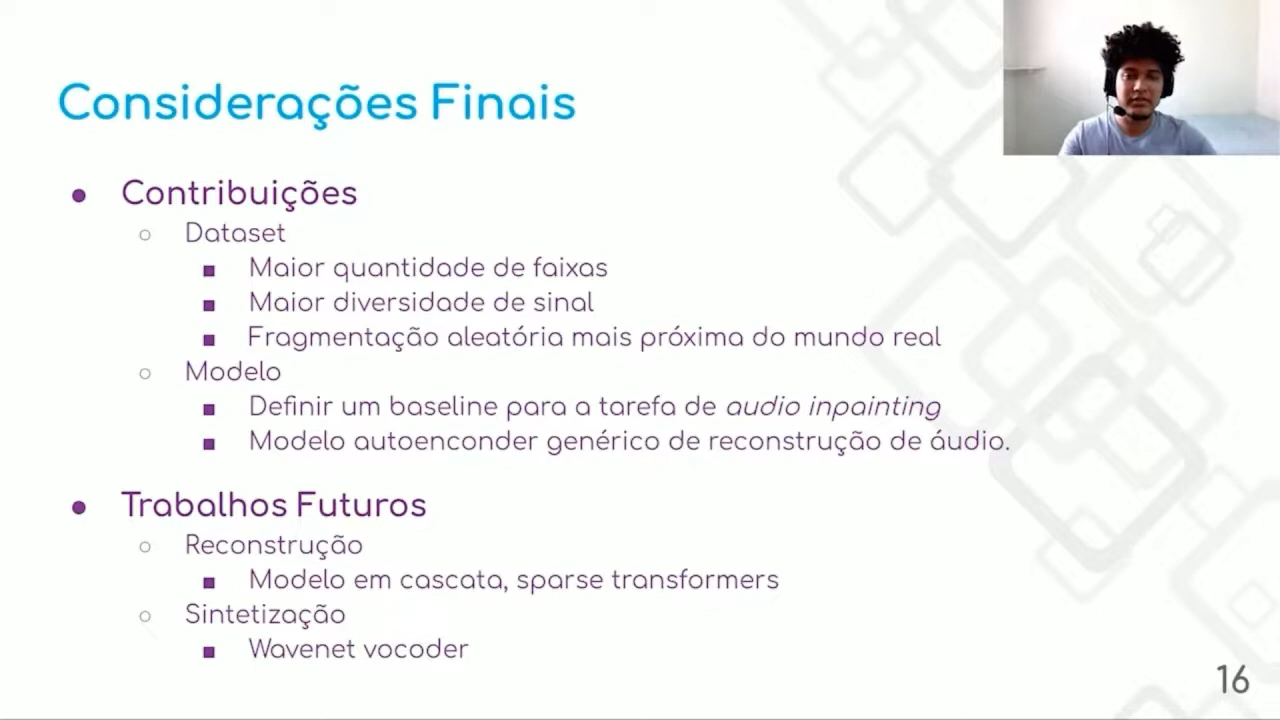 Considerações Finais
● Contribuições
○ Dataset
■ Maior quantidade de faixas
■ Maior diversidade de sinal
■ Fragmentação aleatória mais próxima do mundo real
○ Modelo
■ Definir um baseline para a tarefa de audio inpainting
■ Modelo autoenconder genérico de reconstrução de áudio.
● Trabalhos Futuros
○ Reconstrução
■ Modelo em cascata, sparse transformers
○ Sintetização
■ Wavenet vocoder
16